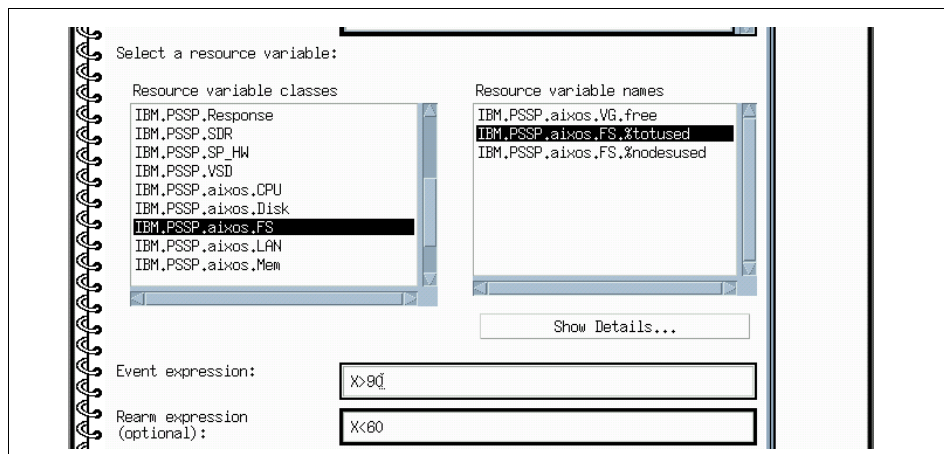 Select a resource variable:
Resource variable classes
IBM.PSSP.Response
IBM.PSSP.SDR
IBM.PSSP.SP_HW
IBM.PSSP.VSD
IBM.PSSP.aixos.CPU
IBM.PSSP.aixos.Disk
IBM.PSSP.aixos.FS
IBM.PSSP.aixos.LAN
IBM.PSSP.aixos.Mem
Resource variable names
IBM.PSSP.aixos.VG.free
IBM.PSSP.aixos.FS.%totused
IBM.PSSP.aixos.FS.%nodesused
Show Details...
Event expression:
X>90
Rearm expression
(optional):
X<60